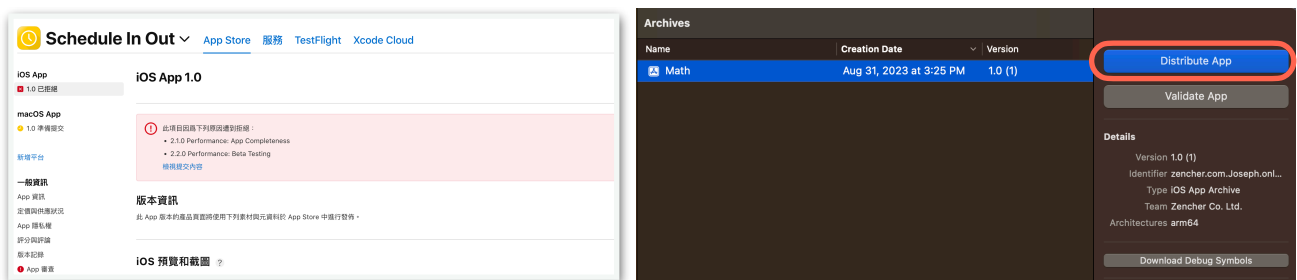 Schedule In Out
App Store 服務 TestFlight Xcode Cloud
iOS App
1.0 已拒絕
macOS App
1.0 準備提交
新增平台
一般資訊
App 資訊
定價與供應狀況
App 隱私權
評分與評論
版本記錄
App 審查
iOS App 1.0
此項目因爲下列原因遭到拒絕：
• 2.1.0 Performance: App Completeness
• 2.2.0 Performance: Beta Testing
檢視提交內容
版本資訊
此 App 版本的產品頁面將使用下列素材與元資料於 App Store 中進行發佈。
iOS 預覽和截圖 ?
Archives
Name Creation Date Version
Math Aug 31, 2023 at 3:25 PM 1.0 (1)
Distribute App
Validate App
Details
Version 1.0 (1)
Identifier zencher.com.Joseph.onl...
Type iOS App Archive
Team Zencher Co. Ltd.
Architectures arm64
Download Debug Symbols